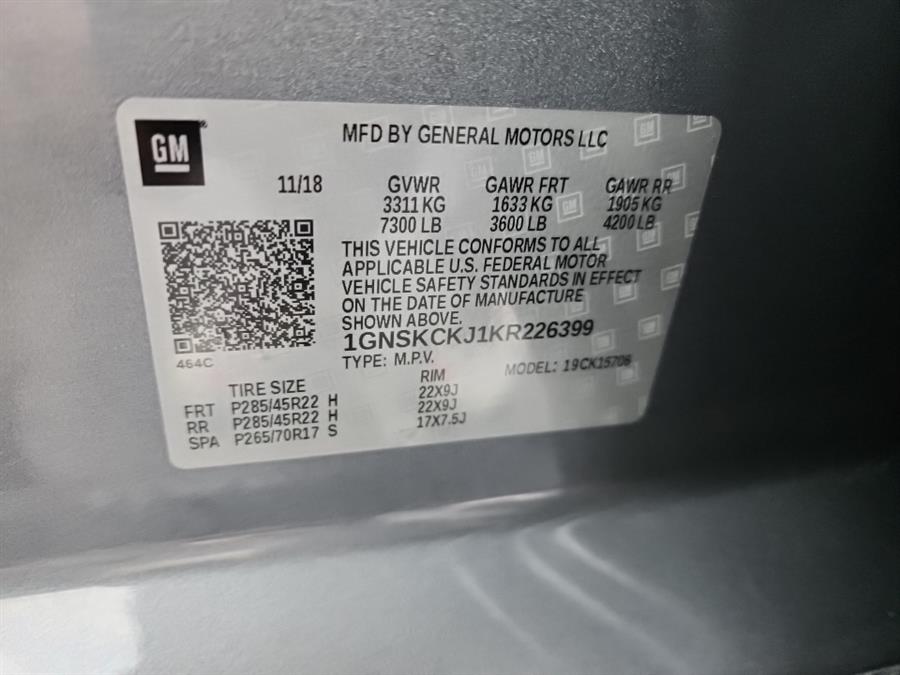 GM
MFD BY GENERAL MOTORS LLC
11/18 GVWR GAWR FRT GAWR RR
3311 KG 1633 KG 1905 KG
7300 LB 3600 LB 4200 LB
THIS VEHICLE CONFORMS TO ALL
APPLICABLE U.S. FEDERAL MOTOR
VEHICLE SAFETY STANDARDS IN EFFECT
ON THE DATE OF MANUFACTURE
SHOWN ABOVE.
1GNSKCKJ1KR226399
464C
TYPE: M.P.V. MODEL: 19CK15706
TIRE SIZE RIM
FRT P285/45R22 H 22X9J
RR P285/45R22 H 22X9J
SPA P265/70R17 S 17X7.5J